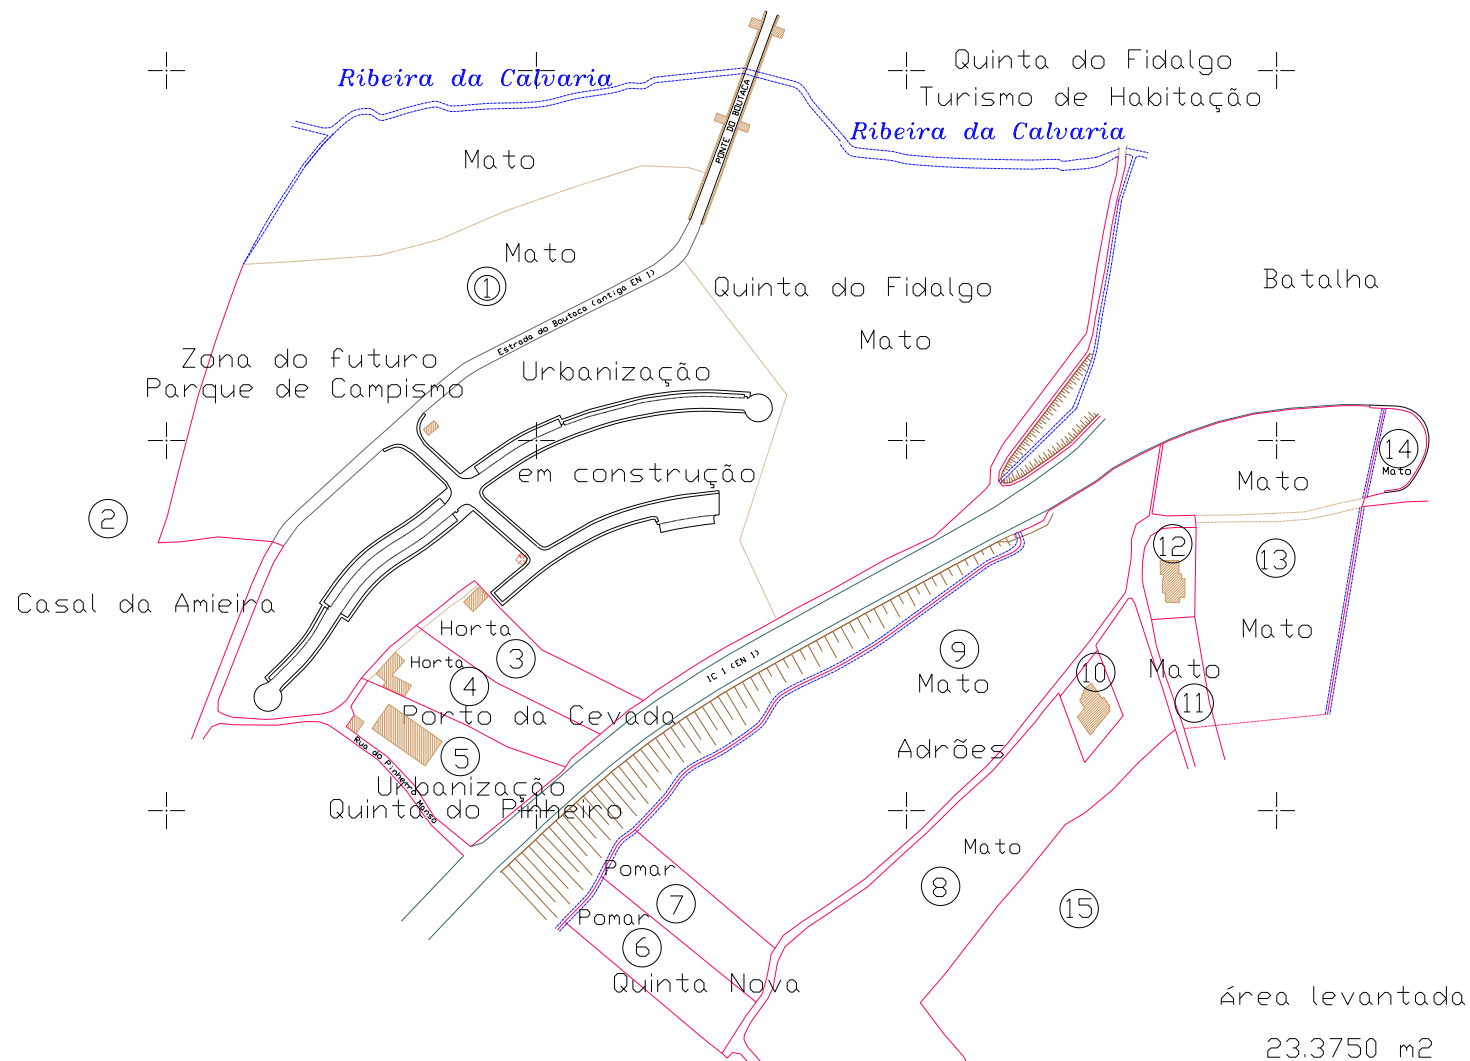 Quinta do Fidalgo
Turismo de Habitação
Ribeira da Calvaria
Ribeira da Calvaria
PONTE DO BOUTACA
Mato
Mato
1
Estrada do Boutaca (antiga EN 1)
Quinta do Fidalgo
Mato
Batalha
Zona do futuro
Parque de Campismo
Urbanização
em construção
2
Casal da Amieira
14
Mato
Mato
12
13
Mato
Horta
3
Horta
4
Porto da Cevada
5
Rua do Pinheiro Manso
Urbanização
Quinta do Pinheiro
IC 1 (EN 1)
9
Mato
10
Mato
11
Adrões
Mato
8
15
Pomar
7
Pomar
6
Quinta Nova
Área levantada
23.3750 m2